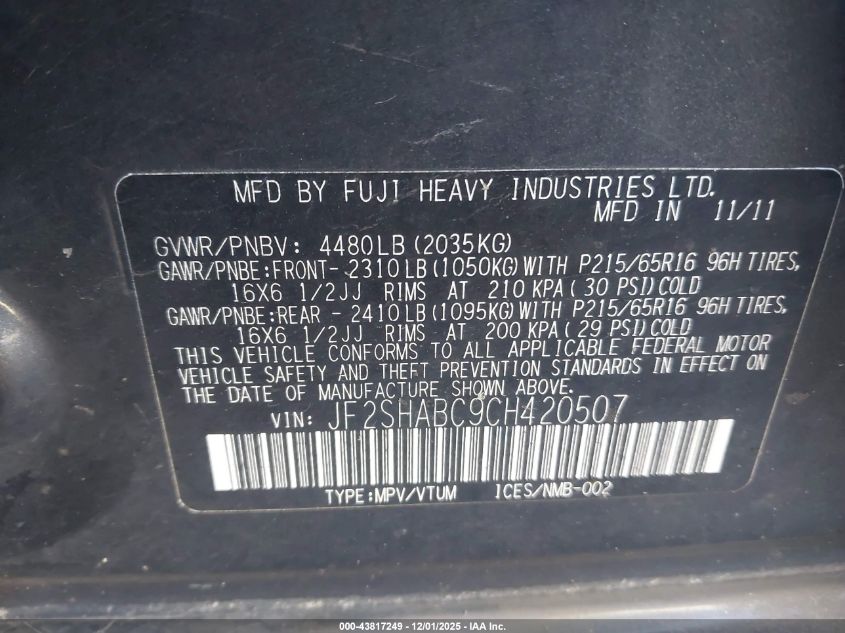 MFD BY FUJI HEAVY INDUSTRIES LTD.
MFD IN 11/11
GVWR/PNBV: 4480LB (2035KG)
GAWR/PNBE:FRONT- 2310LB (1050KG) WITH P215/65R16 96H TIRES,
16X6 1/2JJ RIMS AT 210 KPA ( 30 PSI) COLD
GAWR/PNBE:REAR - 2410LB (1095KG) WITH P215/65R16 96H TIRES,
16X6 1/2JJ RIMS AT 200 KPA ( 29 PSI) COLD
THIS VEHICLE CONFORMS TO ALL APPLICABLE FEDERAL MOTOR
VEHICLE SAFETY AND THEFT PREVENTION STANDARDS IN EFFECT ON
THE DATE OF MANUFACTURE SHOWN ABOVE.
VIN: JF2SHABC9CH420507
TYPE:MPV/VTUM ICES/NMB-002
000-43817249 - 12/01/2025 - IAA Inc.